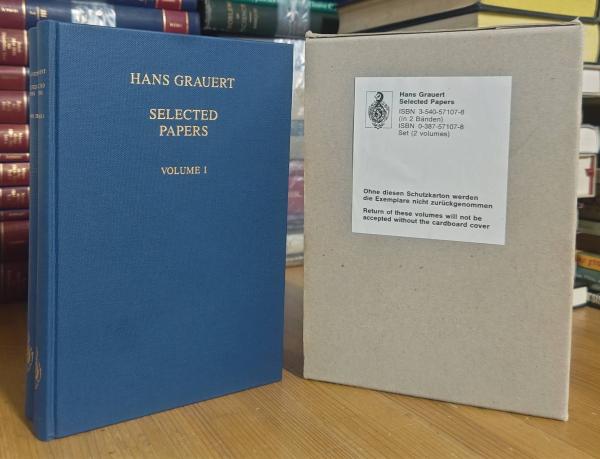 HANS GRAUERT
SELECTED
PAPERS
VOLUME I
Hans Grauert
Selected Papers
ISBN 3-540-57107-8
(in 2 Bänden)
ISBN 0-387-57107-8
Set (2 volumes)
Ohne diesen Schutzkarton werden
die Exemplare nicht zurückgenommen
Return of these volumes will not be
accepted without the cardboard cover